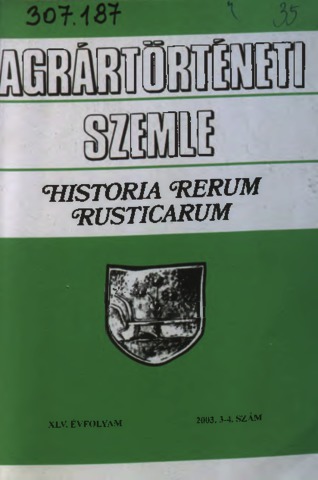 307.187 35
AGRÁRTÖRTÉNETI
SZEMLE
HISTORIA RERUM
RUSTICARUM
XLV. ÉVFOLYAM 2003. 3-4. SZÁM